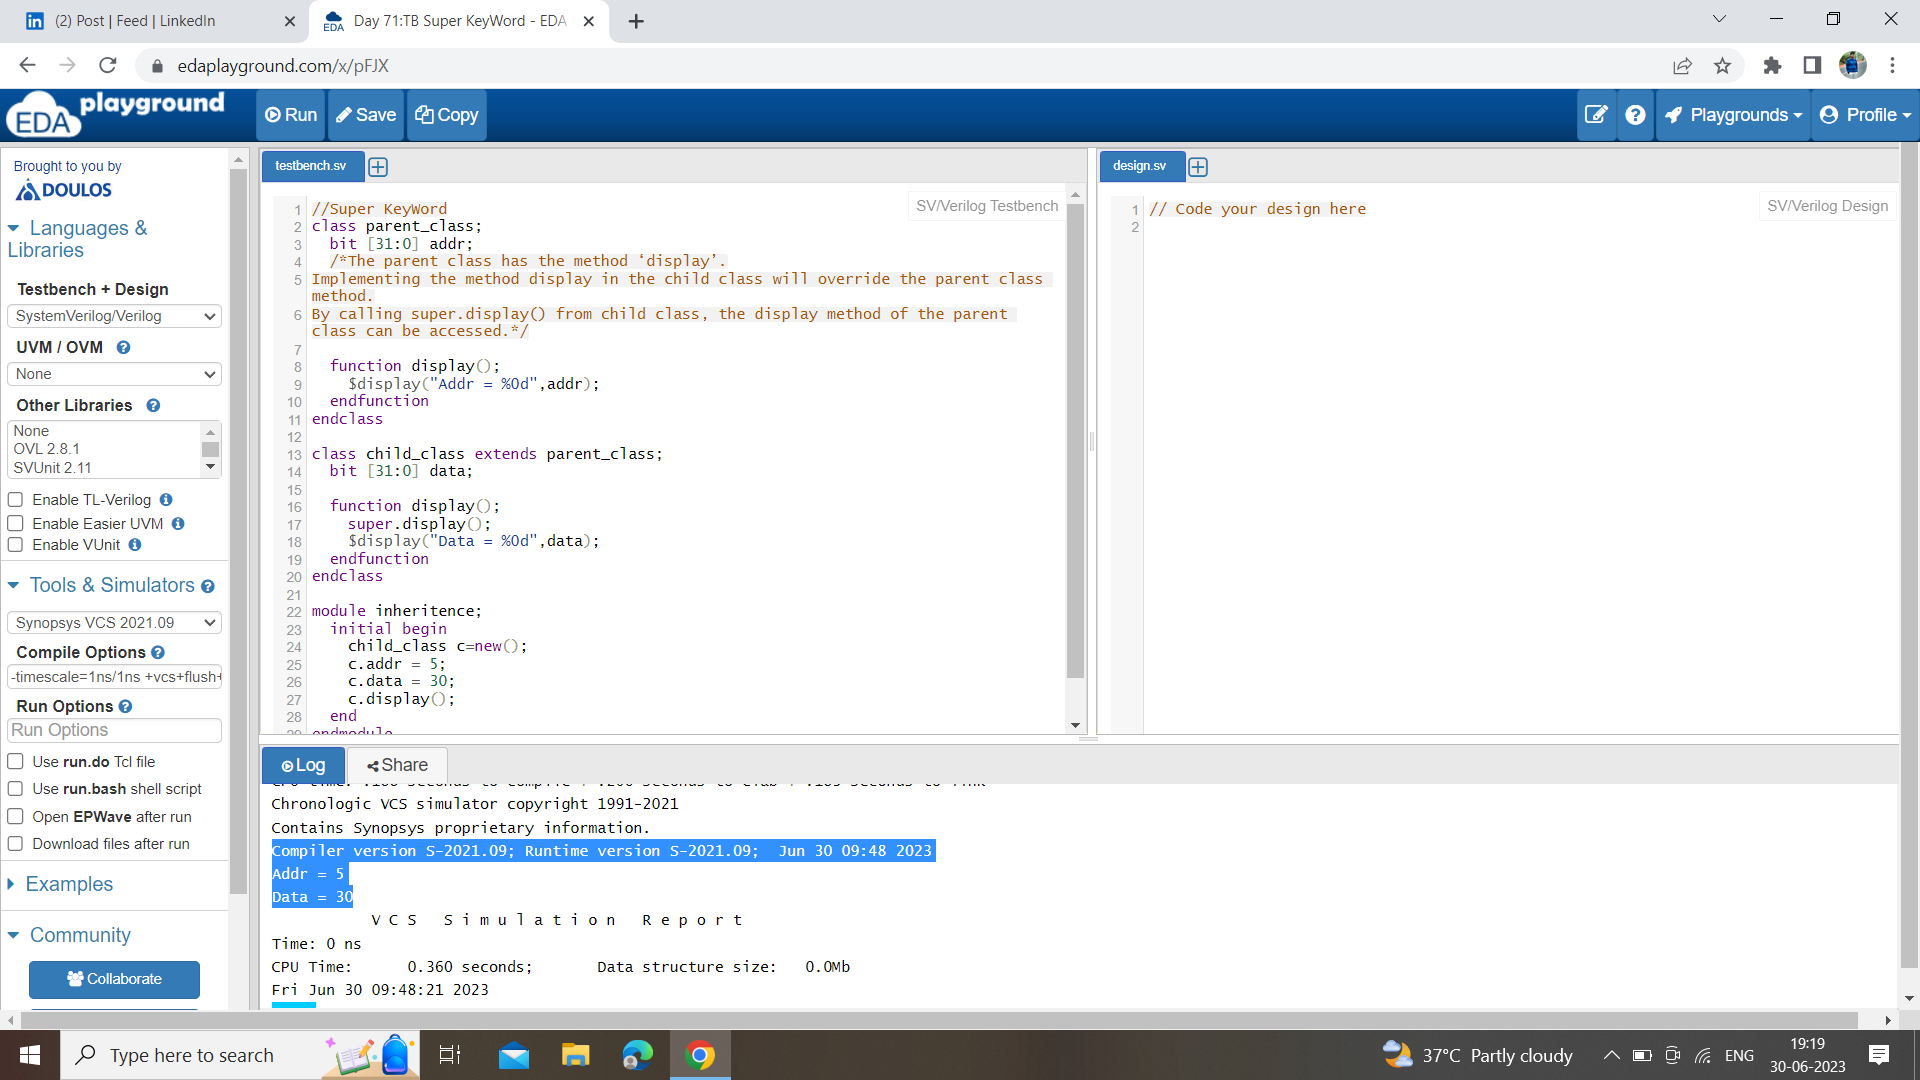 (2) Post | Feed | LinkedIn
Day 71:TB Super KeyWord - EDA
edaplayground.com/x/pFJX
EDA playground
Run
Save
Copy
Playgrounds
Profile
Brought to you by
DOULOS
Languages &
Libraries
Testbench + Design
SystemVerilog/Verilog
UVM / OVM
None
Other Libraries
None
OVL 2.8.1
SVUnit 2.11
Enable TL-Verilog
Enable Easier UVM
Enable VUnit
Tools & Simulators
Synopsys VCS 2021.09
Compile Options
-timescale=1ns/1ns +vcs+flush+
Run Options
Run Options
Use run.do Tcl file
Use run.bash shell script
Open EPWave after run
Download files after run
Examples
Community
Collaborate
testbench.sv
SV/Verilog Testbench
1 //Super KeyWord
2 class parent_class;
3 bit [31:0] addr;
4 /*The parent class has the method ‘display’.
5 Implementing the method display in the child class will override the parent class
method.
6 By calling super.display() from child class, the display method of the parent
class can be accessed.*/
7
8 function display();
9 $display("Addr = %0d",addr);
10 endfunction
11 endclass
12
13 class child_class extends parent_class;
14 bit [31:0] data;
15
16 function display();
17 super.display();
18 $display("Data = %0d",data);
19 endfunction
20 endclass
21
22 module inheritence;
23 initial begin
24 child_class c=new();
25 c.addr = 5;
26 c.data = 30;
27 c.display();
28 end
29 endmodule
design.sv
SV/Verilog Design
1 // Code your design here
2
Log
Share
Chronologic VCS simulator copyright 1991-2021
Contains Synopsys proprietary information.
Compiler version S-2021.09; Runtime version S-2021.09; Jun 30 09:48 2023
Addr = 5
Data = 30
V C S S i m u l a t i o n R e p o r t
Time: 0 ns
CPU Time: 0.360 seconds; Data structure size: 0.0Mb
Fri Jun 30 09:48:21 2023
Type here to search
37°C Partly cloudy
ENG
19:19
30-06-2023